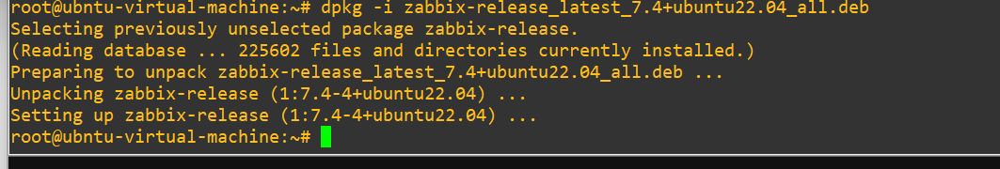 root@ubntu-virtual-machine:~# dpkg -i zabbix-release_latest_7.4+ubuntu22.04_all.deb
Selecting previously unselected package zabbix-release.
(Reading database ... 225602 files and directories currently installed.)
Preparing to unpack zabbix-release_latest_7.4+ubuntu22.04_all.deb ...
Unpacking zabbix-release (1:7.4-4+ubuntu22.04) ...
Setting up zabbix-release (1:7.4-4+ubuntu22.04) ...
root@ubntu-virtual-machine:~#